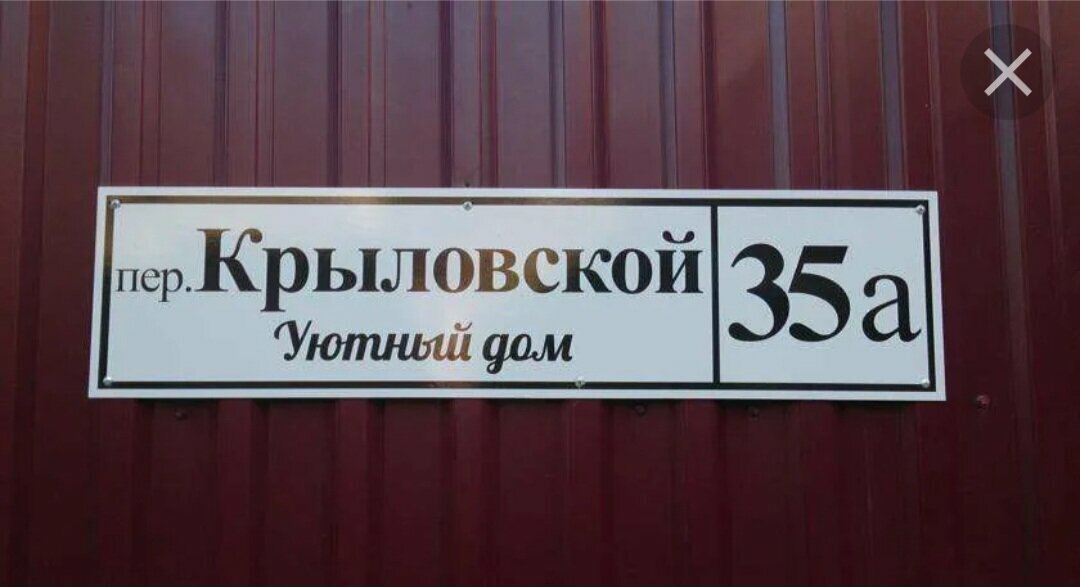 пер. Крыловской
Уютный дом
35а